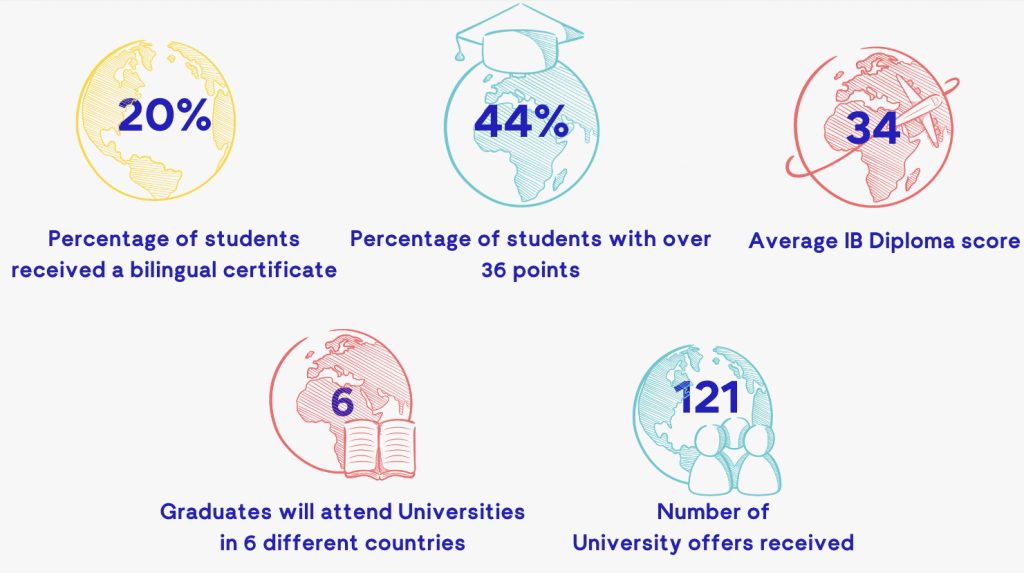 20%
44%
34
Percentage of students
received a bilingual certificate
Percentage of students with over
36 points
Average IB Diploma score
6
121
Graduates will attend Universities
in 6 different countries
Number of
University offers received